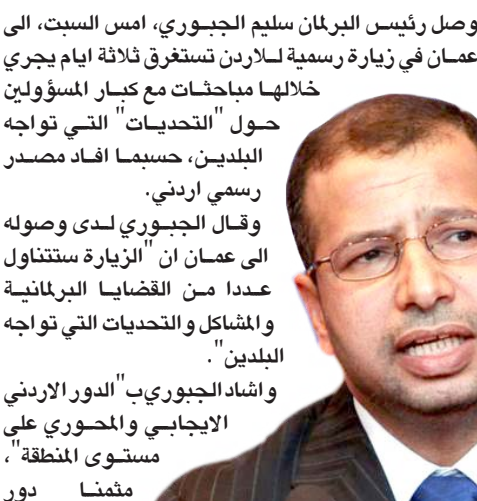 وصل رئيس البرلمان سليم الجبوري، امس السبت، الى
عمان في زيارة رسمية للاردن تستغرق ثلاثة ايام يجري
خلالها مباحثات مع كبار المسؤولين
حول "التحديات" التي تواجه
البلدين، حسبما افاد مصدر
رسمي اردني.
وقال الجبوري لدى وصوله
الى عمان ان "الزيارة ستتناول
عددا من القضايا البرلمانية
والمشاكل والتحديات التي تواجه
البلدين".
واشاد الجبوريب"الدور الاردني
الايجابي والمحوري على
مستوى المنطقة"،
مثمنا دور